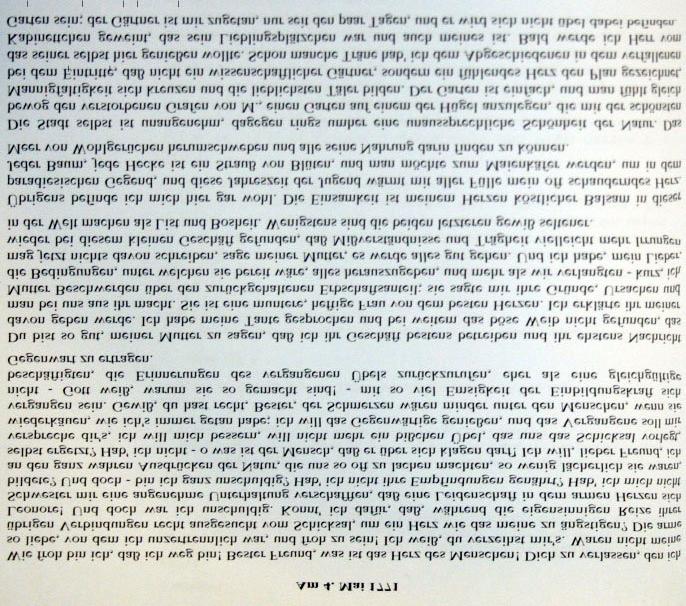 Am 4. Mai 1771
Wie froh bin ich, daß ich weg bin! Bester Freund, was ist das Herz des Menschen! Dich zu verlassen, den ich
so liebe, von dem ich unzertrennlich war, und froh zu sein! Ich weiß, du verzeihst mir's. Waren nicht meine
übrigen Verbindungen recht ausgesucht vom Schicksal, um ein Herz wie das meine zu ängstigen? Die arme
Leonore! Und doch war ich unschuldig. Konnt' ich dafür, daß, während die eigensinnigen Reize ihrer
Schwester mir eine angenehme Unterhaltung verschafften, daß eine Leidenschaft in dem armen Herzen sich
bildete? Und doch - bin ich ganz unschuldig? Hab' ich nicht ihre Empfindungen genährt? Hab' ich mich nicht
an den ganz wahren Ausdrücken der Natur, die uns so oft zu lachen machten, so wenig lächerlich sie waren,
selbst ergetzt? Hab' ich nicht - o was ist der Mensch, daß er über sich klagen darf! Ich will, lieber Freund, ich
verspreche dir's, ich will mich bessern, will nicht mehr ein bißchen Übel, das uns das Schicksal vorlegt,
wiederkäuen, wie ich's immer getan habe; ich will das Gegenwärtige genießen, und das Vergangene soll mir
vergangen sein. Gewiß, du hast recht, Bester, der Schmerzen wären minder unter den Menschen, wenn sie
nicht - Gott weiß, warum sie so gemacht sind! - mit so viel Emsigkeit der Einbildungskraft sich
beschäftigten, die Erinnerungen des vergangenen Übels zurückzurufen, eher als eine gleichgültige
Gegenwart zu ertragen.
Du bist so gut, meiner Mutter zu sagen, daß ich ihr Geschäft bestens betreiben und ihr ehstens Nachricht
davon geben werde. Ich habe meine Tante gesprochen und bei weitem das böse Weib nicht gefunden, das
man bei uns aus ihr macht. Sie ist eine muntere, heftige Frau von dem besten Herzen. Ich erklärte ihr meiner
Mutter Beschwerden über den zurückgehaltenen Erbschaftsanteil; sie sagte mir ihre Gründe, Ursachen und
die Bedingungen, unter welchen sie bereit wäre, alles herauszugeben, und mehr als wir verlangten - kurz, ich
mag jetzt nichts davon schreiben, sage meiner Mutter, es werde alles gut gehen. Und ich habe, mein Lieber,
wieder bei diesem kleinen Geschäft gefunden, daß Mißverständnisse und Trägheit vielleicht mehr Irrungen
in der Welt machen als List und Bosheit. Wenigstens sind die beiden letzteren gewiß seltener.
Übrigens befinde ich mich hier gar wohl. Die Einsamkeit ist meinem Herzen köstlicher Balsam in dieser
paradiesischen Gegend, und diese Jahreszeit der Jugend wärmt mit aller Fülle mein oft schauderndes Herz.
Jeder Baum, jede Hecke ist ein Strauß von Blüten, und man möchte zum Maienkäfer werden, um in dem
Meer von Wohlgerüchen herumschweben und alle seine Nahrung darin finden zu können.
Die Stadt selbst ist unangenehm, dagegen rings umher eine unaussprechliche Schönheit der Natur. Das
bewog den verstorbenen Grafen von M., einen Garten auf einem der Hügel anzulegen, die mit der schönsten
Mannigfaltigkeit sich kreuzen und die lieblichsten Täler bilden. Der Garten ist einfach, und man fühlt gleich
bei dem Eintritte, daß nicht ein wissenschaftlicher Gärtner, sondern ein fühlendes Herz den Plan gezeichnet,
das seiner selbst hier genießen wollte. Schon manche Träne hab' ich dem Abgeschiedenen in dem verfallenen
Kabinettchen geweint, das sein Lieblingsplätzchen war und auch meines ist. Bald werde ich Herr vom
Garten sein; der Gärtner ist mir zugetan, nur seit den paar Tagen, und er wird sich nicht übel dabei befinden.